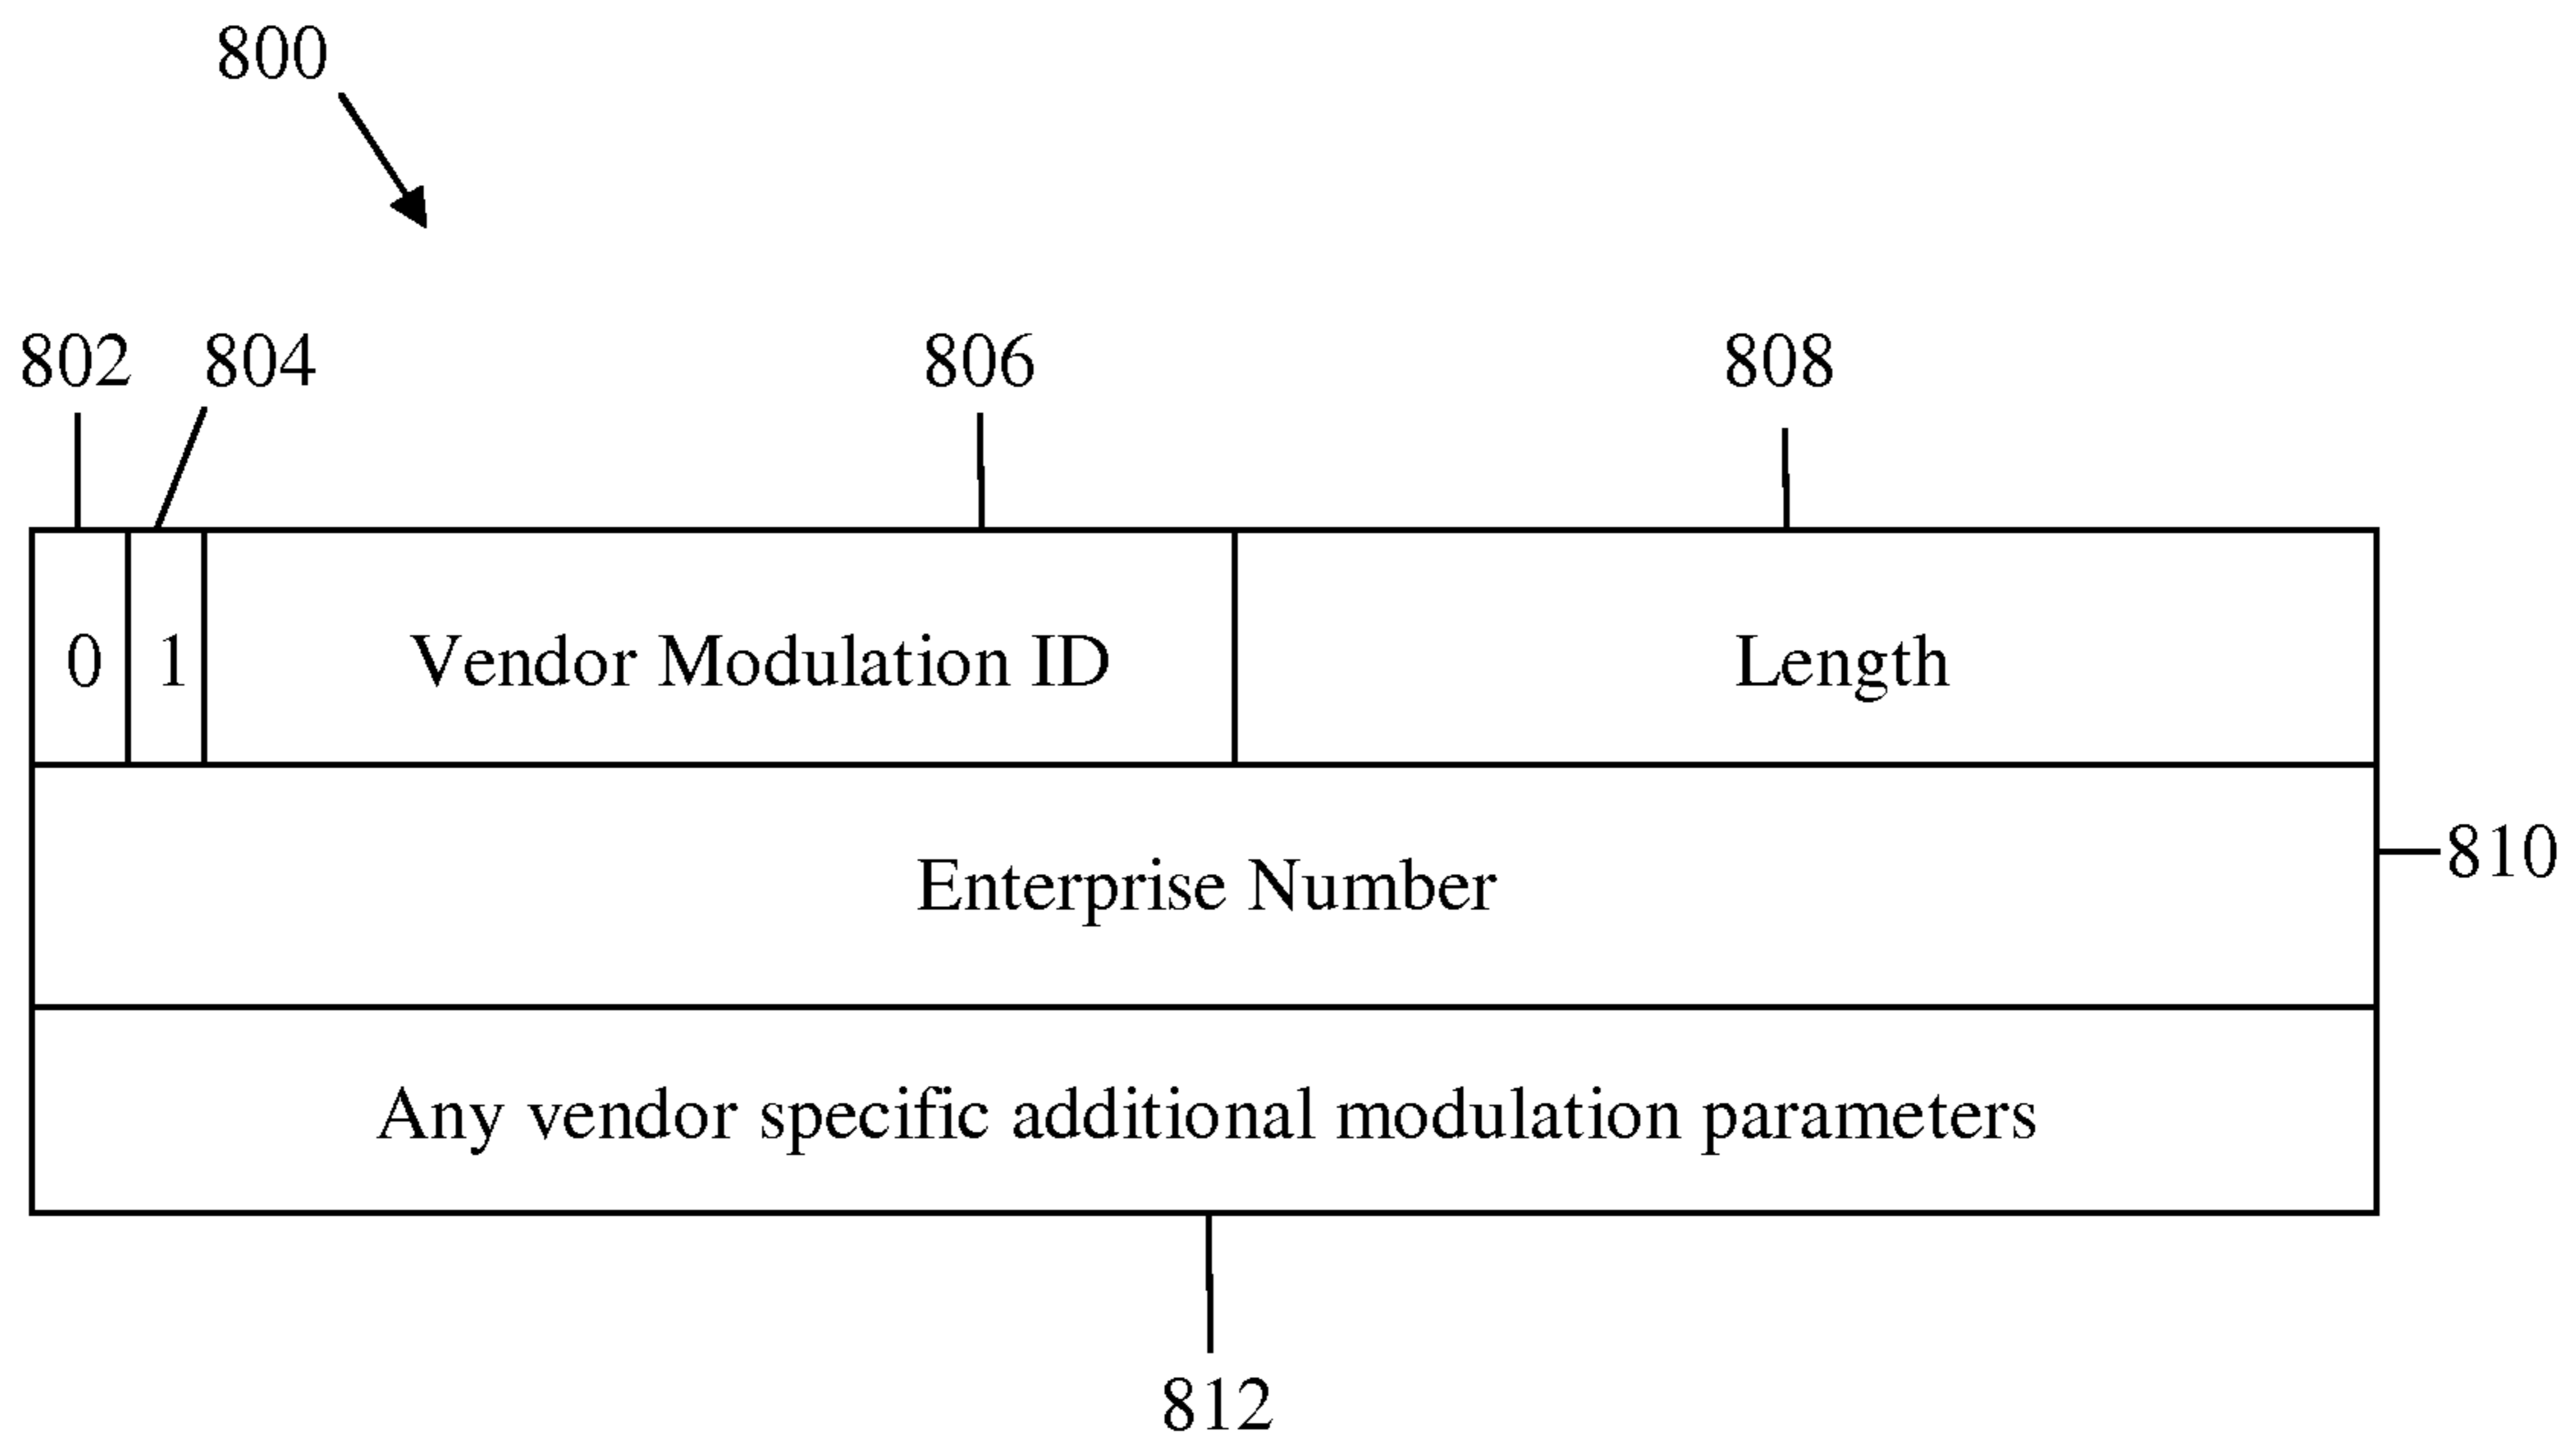 800
802 804 806 808
0 1 Vendor Modulation ID Length
Enterprise Number 810
Any vendor specific additional modulation parameters
812